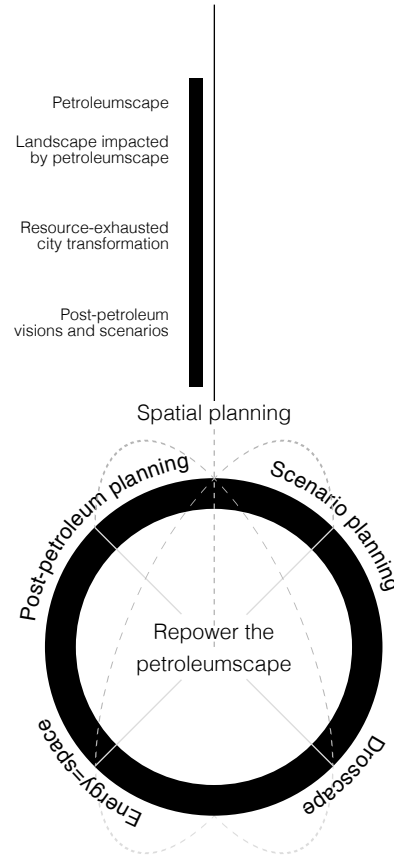 Petroleumscape
Landscape impacted
by petroleumscape
Resource-exhausted
city transformation
Post-petroleum
visions and scenarios
Spatial planning
Post-petroleum planning
Scenario planning
Repower the
petroleumscape
Energy=space
Drosscape